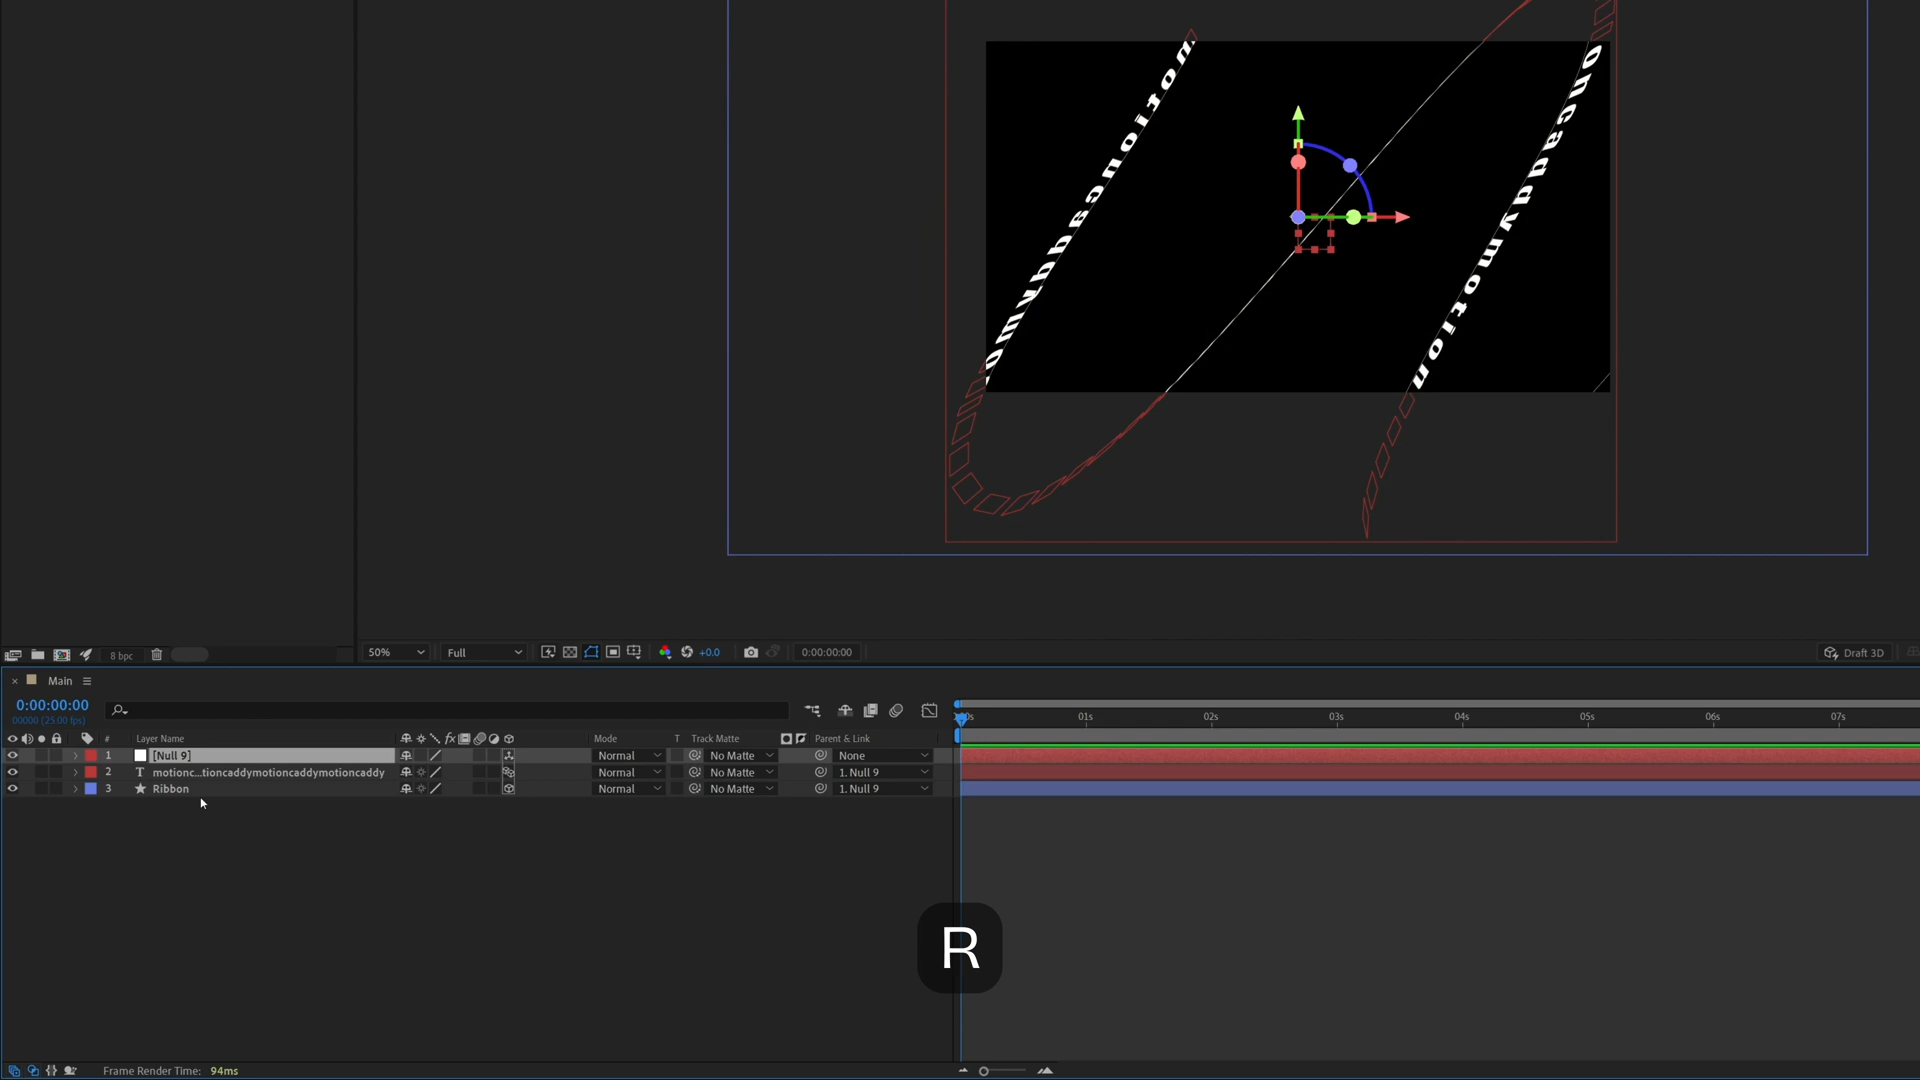 motioncaddymotion
oncaddymotion
8 bpc
50%
Full
+0.0
0:00:00:00
Draft 3D
× Main
0:00:00:00
00000 (25.00 fps)
01s
02s
03s
04s
05s
06s
07s
# Layer Name fx Mode T Track Matte Parent & Link
1 [Null 9] Normal No Matte None
2 T motionc...tioncaddymotioncaddymotioncaddy Normal No Matte 1. Null 9
3 Ribbon Normal No Matte 1. Null 9
R
Frame Render Time: 94ms